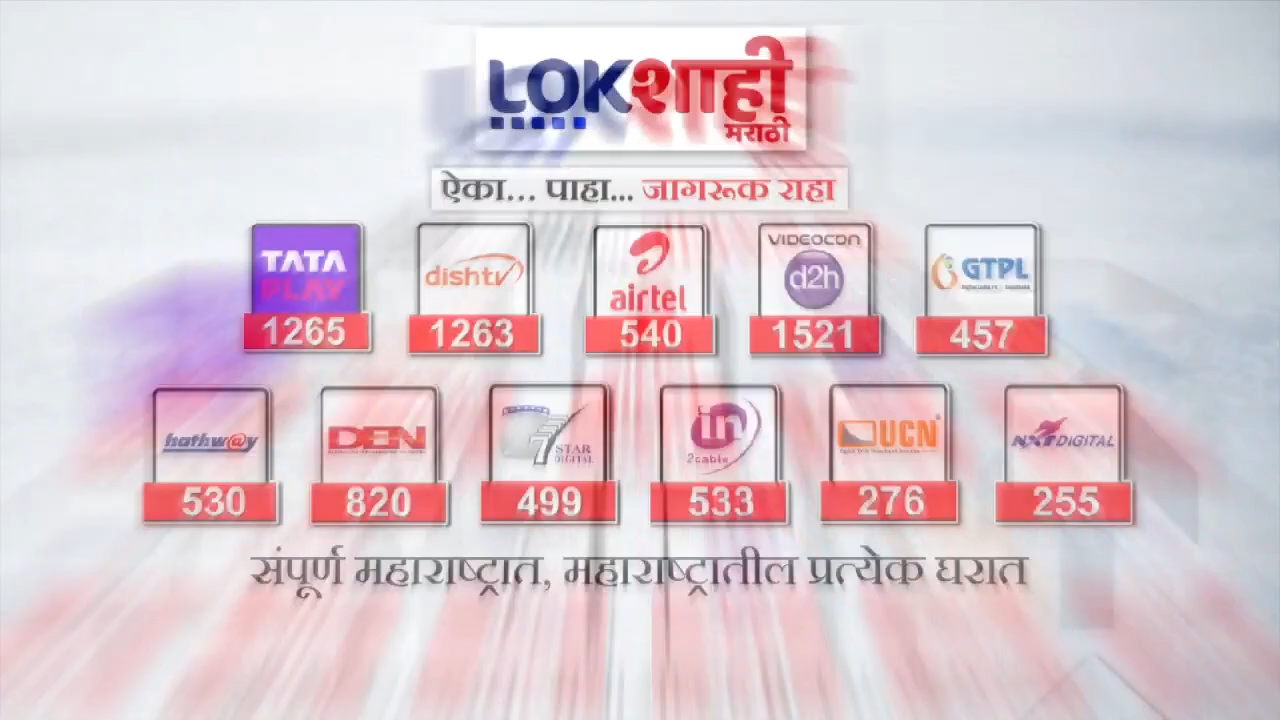 LOKशाही
मराठी
ऐका... पाहा... जागरूक राहा
TATA PLAY
1265
dishtv
1263
airtel
540
VIDEOCON d2h
1521
GTPL
457
hathw@y
530
DEN
820
7 STAR DIGITAL
499
in 2cable
533
UCN
276
NXT DIGITAL
255
संपूर्ण महाराष्ट्रात, महाराष्ट्रातील प्रत्येक घरात